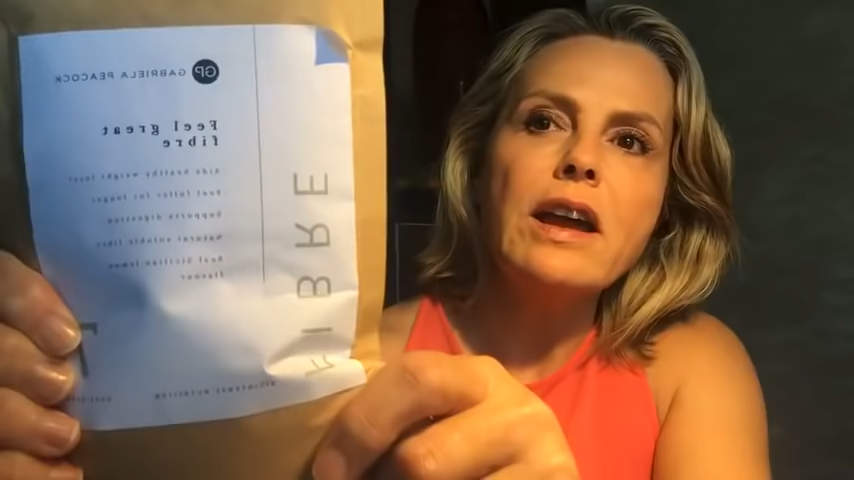 GP GABRIELA PEACOCK
Feel great
fibre
Aids healthy weight loss
Feel fuller for longer
Supports digestion
Natural soluble fibre
Real Sicilian lemon
flavour
FIBRE